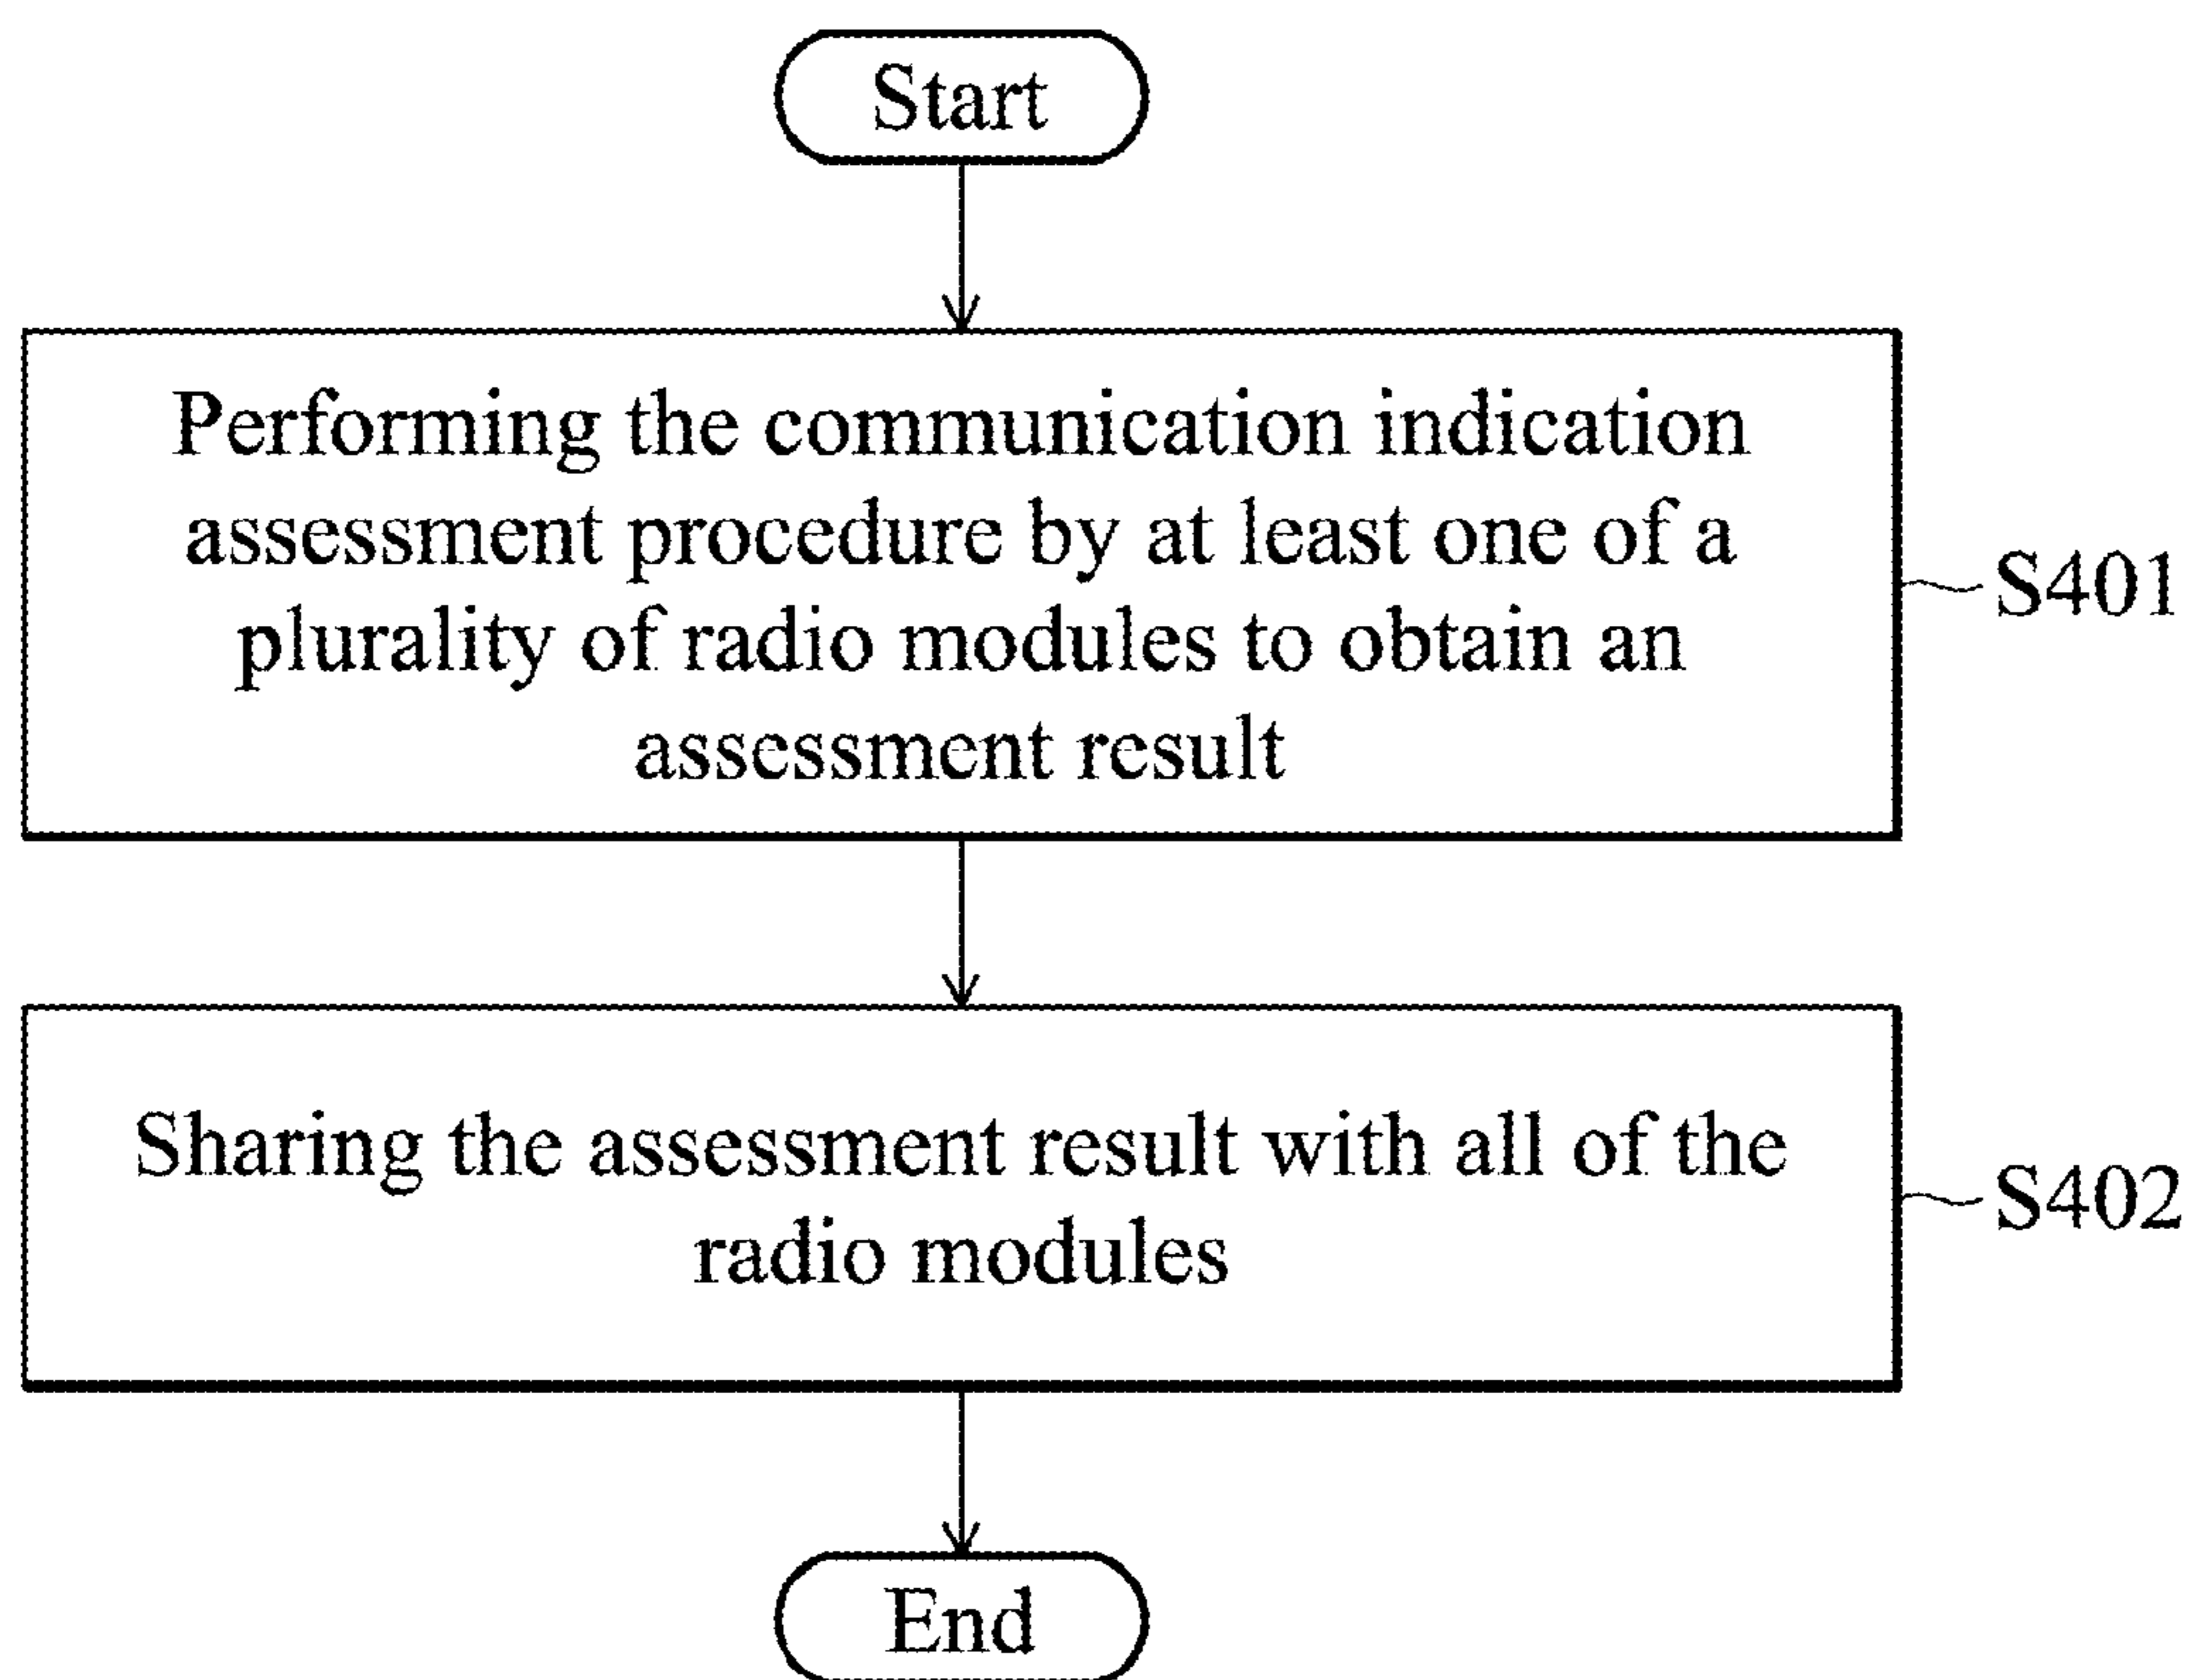 Start
Performing the communication indication
assessment procedure by at least one of a
plurality of radio modules to obtain an
assessment result
S401
Sharing the assessment result with all of the
radio modules
S402
End